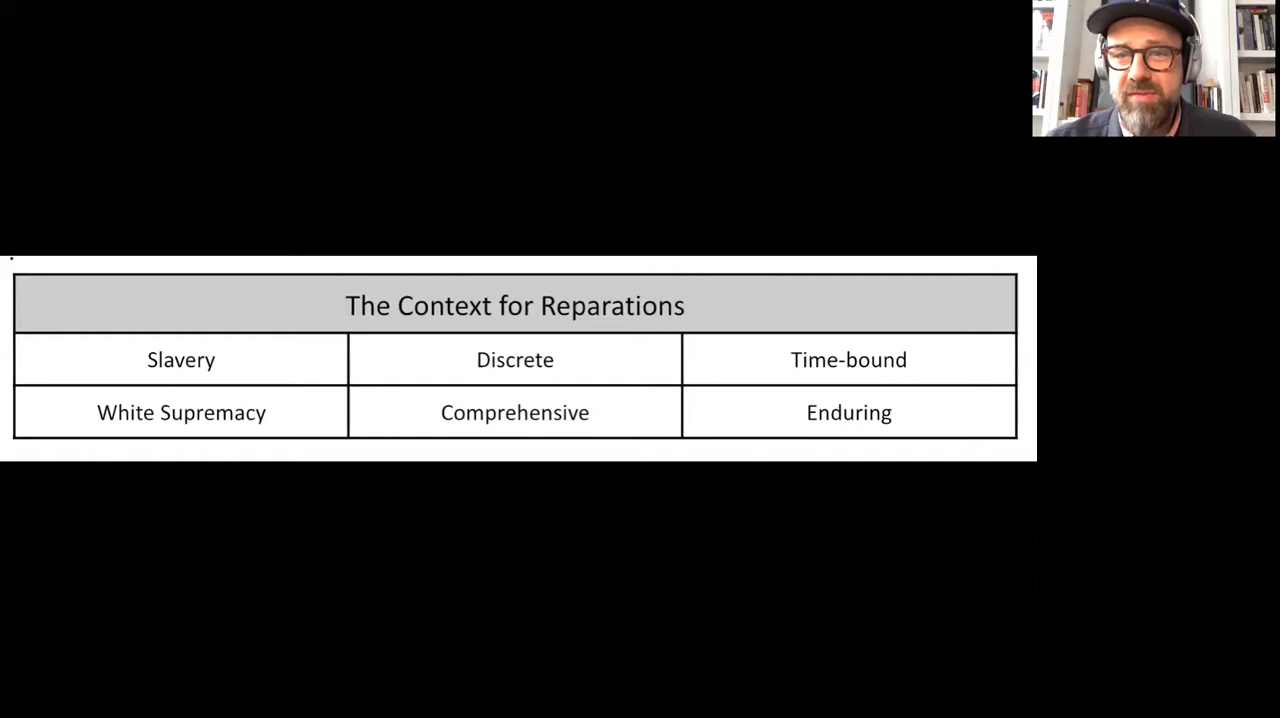 The Context for Reparations
Slavery Discrete Time-bound
White Supremacy Comprehensive Enduring